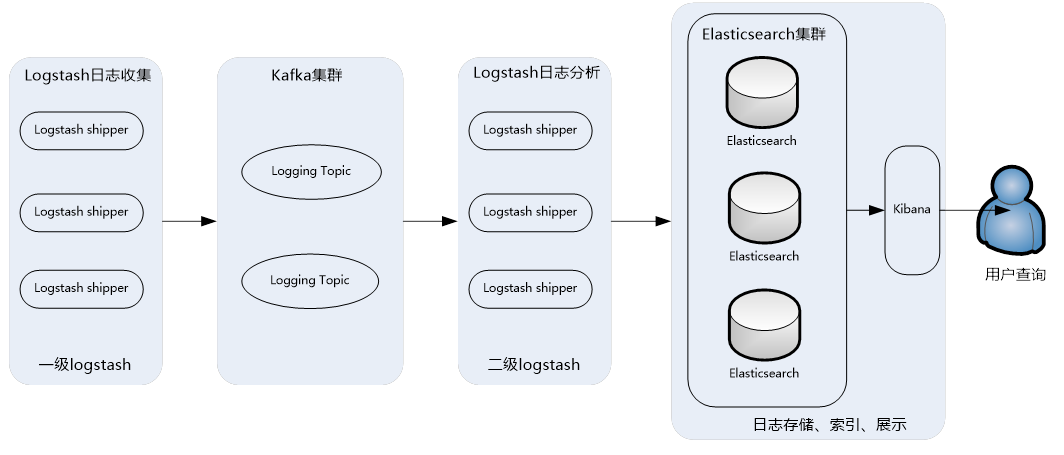 Logstash日志收集
Logstash shipper
Logstash shipper
Logstash shipper
一级logstash
Kafka集群
Logging Topic
Logging Topic
Logstash日志分析
Logstash shipper
Logstash shipper
Logstash shipper
二级logstash
Elasticsearch集群
Elasticsearch
Elasticsearch
Elasticsearch
Kibana
日志存储、索引、展示
用户查询